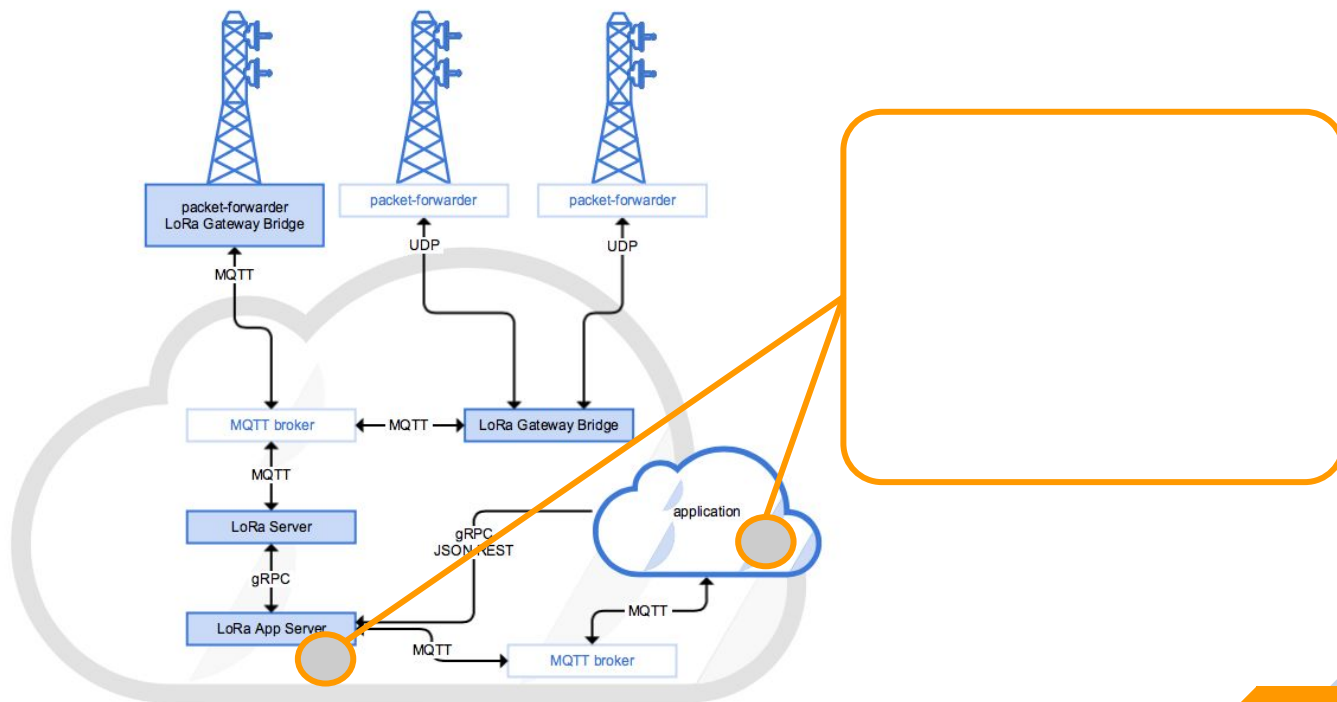 packet-forwarder
LoRa Gateway Bridge
packet-forwarder
packet-forwarder
MQTT
UDP
UDP
MQTT broker
MQTT
LoRa Gateway Bridge
MQTT
LoRa Server
application
gRPC
JSON REST
gRPC
LoRa App Server
MQTT
MQTT
MQTT broker